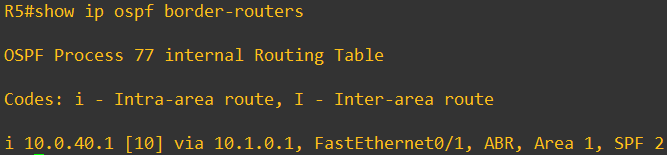 R5#show ip ospf border-routers
OSPF Process 77 internal Routing Table
Codes: i - Intra-area route, I - Inter-area route
i 10.0.40.1 [10] via 10.1.0.1, FastEthernet0/1, ABR, Area 1, SPF 2